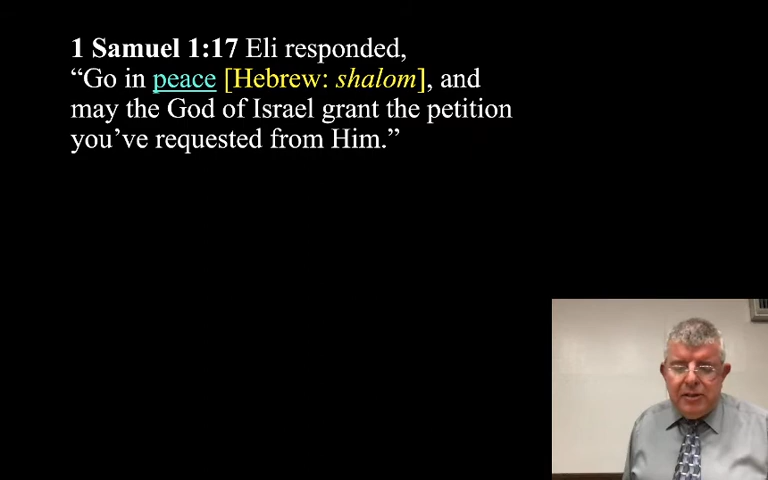 1 Samuel 1:17 Eli responded,
“Go in peace [Hebrew: shalom], and
may the God of Israel grant the petition
you’ve requested from Him.”